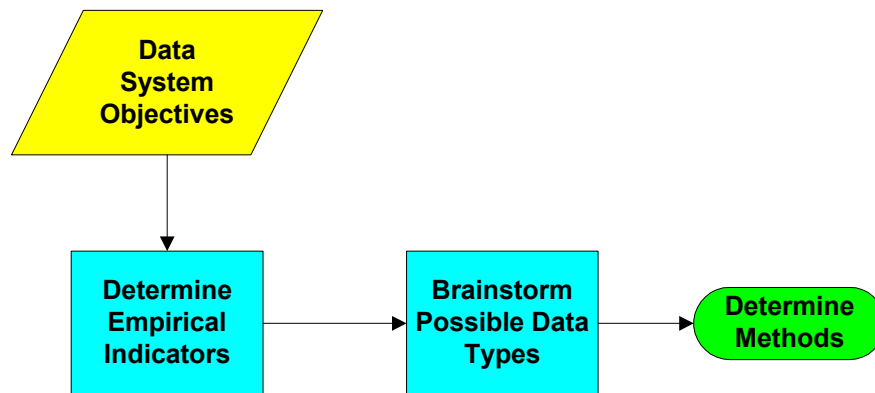 Data
System
Objectives
Determine
Empirical
Indicators
Brainstorm
Possible Data
Types
Determine
Methods